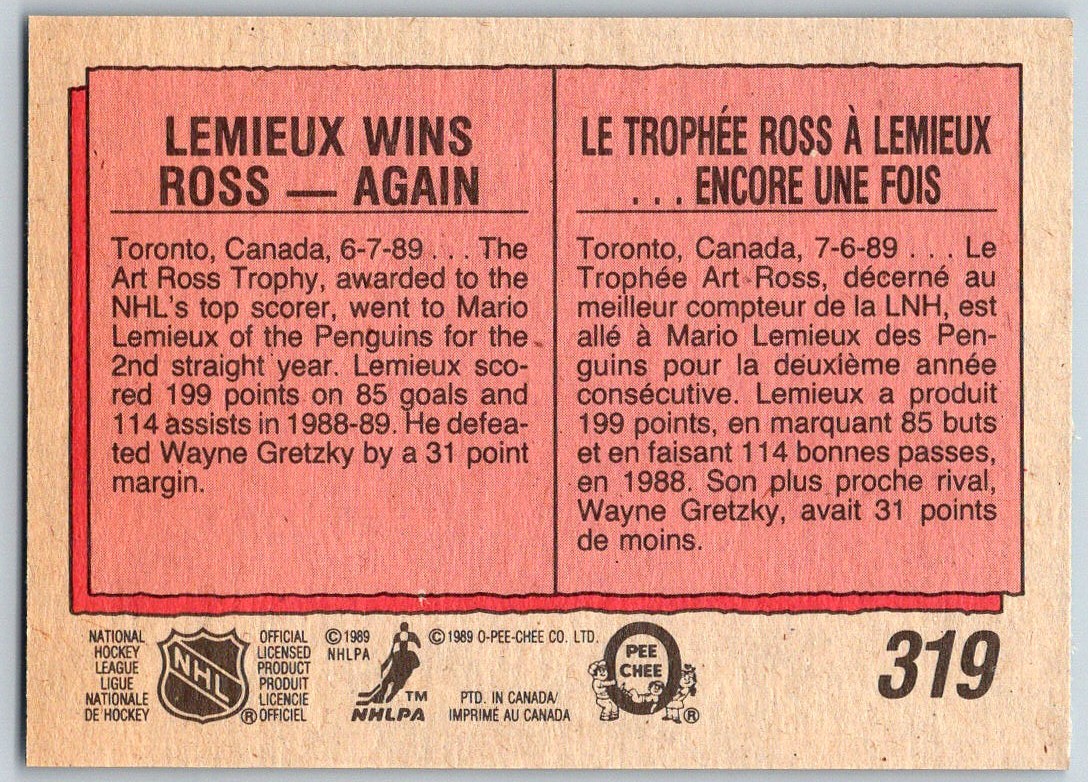 LEMIEUX WINS
ROSS — AGAIN
Toronto, Canada, 6-7-89 . . . The
Art Ross Trophy, awarded to the
NHL's top scorer, went to Mario
Lemieux of the Penguins for the
2nd straight year. Lemieux sco-
red 199 points on 85 goals and
114 assists in 1988-89. He defea-
ted Wayne Gretzky by a 31 point
margin.
LE TROPHÉE ROSS À LEMIEUX
. . . ENCORE UNE FOIS
Toronto, Canada, 7-6-89 . . . Le
Trophée Art Ross, décerné au
meilleur compteur de la LNH, est
allé à Mario Lemieux des Pen-
guins pour la deuxième année
consécutive. Lemieux a produit
199 points, en marquant 85 buts
et en faisant 114 bonnes passes,
en 1988. Son plus proche rival,
Wayne Gretzky, avait 31 points
de moins.
NATIONAL
HOCKEY
LEAGUE
LIGUE
NATIONALE
DE HOCKEY
NHL
®
OFFICIAL
LICENSED
PRODUCT
PRODUIT
LICENCIE
OFFICIEL
© 1989
NHLPA
TM
NHLPA
© 1989 O-PEE-CHEE CO. LTD.
PTD. IN CANADA/
IMPRIMÉ AU CANADA
O
PEE
CHEE
®
319